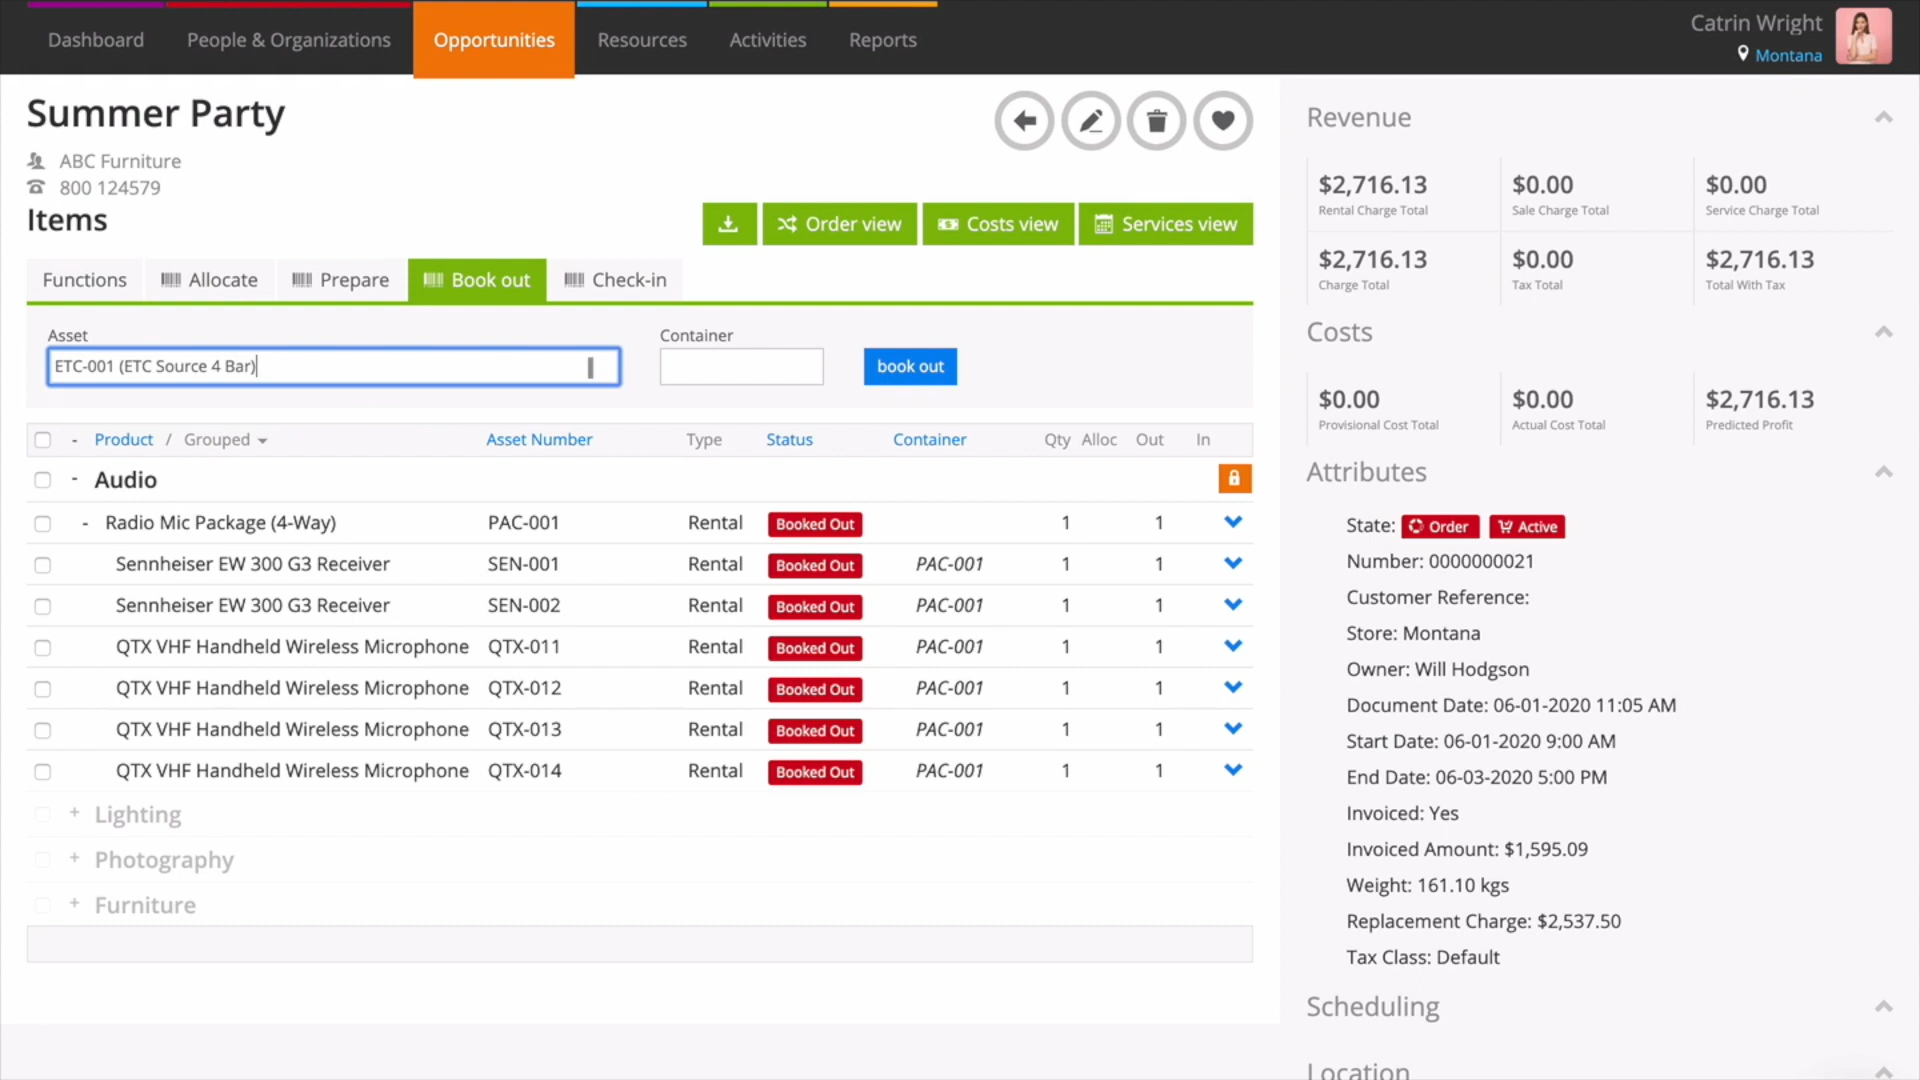 Dashboard People & Organizations Opportunities Resources Activities Reports
Catrin Wright
Montana
Summer Party
ABC Furniture
800 124579
Items
Order view Costs view Services view
Functions Allocate Prepare Book out Check-in
Asset Container
ETC-001 (ETC Source 4 Bar) book out
- Product / Grouped Asset Number Type Status Container Qty Alloc Out In
- Audio
- Radio Mic Package (4-Way) PAC-001 Rental Booked Out 1 1
Sennheiser EW 300 G3 Receiver SEN-001 Rental Booked Out PAC-001 1 1
Sennheiser EW 300 G3 Receiver SEN-002 Rental Booked Out PAC-001 1 1
QTX VHF Handheld Wireless Microphone QTX-011 Rental Booked Out PAC-001 1 1
QTX VHF Handheld Wireless Microphone QTX-012 Rental Booked Out PAC-001 1 1
QTX VHF Handheld Wireless Microphone QTX-013 Rental Booked Out PAC-001 1 1
QTX VHF Handheld Wireless Microphone QTX-014 Rental Booked Out PAC-001 1 1
+ Lighting
+ Photography
+ Furniture
Revenue
$2,716.13 $0.00 $0.00
Rental Charge Total Sale Charge Total Service Charge Total
$2,716.13 $0.00 $2,716.13
Charge Total Tax Total Total With Tax
Costs
$0.00 $0.00 $2,716.13
Provisional Cost Total Actual Cost Total Predicted Profit
Attributes
State: Order Active
Number: 0000000021
Customer Reference:
Store: Montana
Owner: Will Hodgson
Document Date: 06-01-2020 11:05 AM
Start Date: 06-01-2020 9:00 AM
End Date: 06-03-2020 5:00 PM
Invoiced: Yes
Invoiced Amount: $1,595.09
Weight: 161.10 kgs
Replacement Charge: $2,537.50
Tax Class: Default
Scheduling
Location